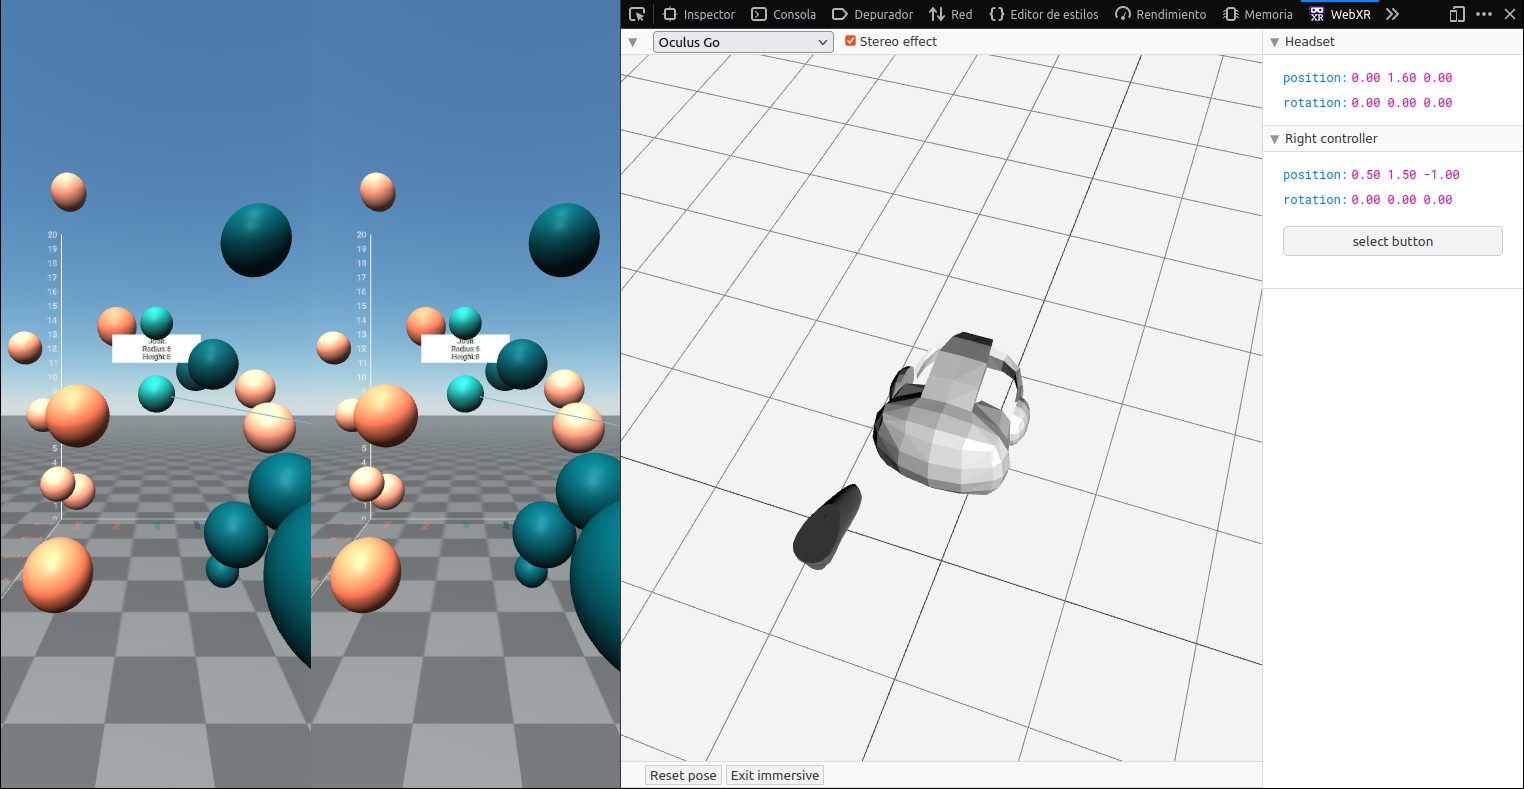 Inspector Consola Depurador Red Editor de estilos Rendimiento Memoria WebXR
Oculus Go Stereo effect
Headset
position: 0.00 1.60 0.00
rotation: 0.00 0.00 0.00
Right controller
position: 0.50 1.50 -1.00
rotation: 0.00 0.00 0.00
select button
20
19
18
17
16
15
14
13
12
11
10
5
4
Radius:6
Height:8
20
19
18
17
16
15
14
13
12
11
10
5
4
Radius:6
Height:8
Reset pose Exit immersive